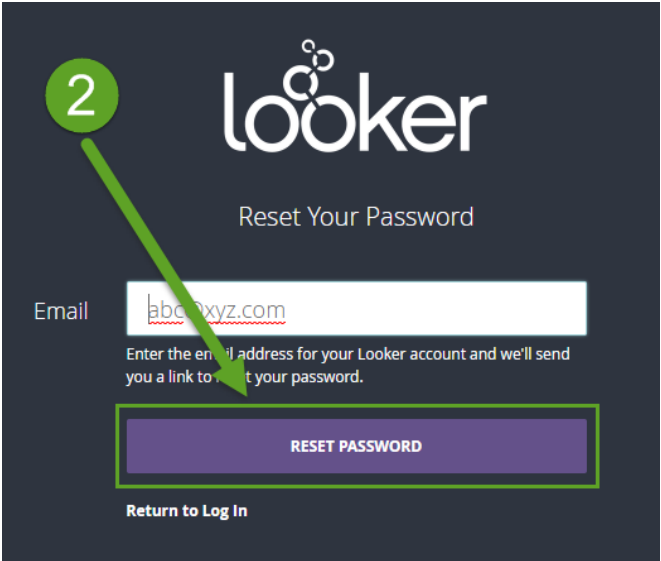 2
looker
Reset Your Password
Email
abc@xyz.com
Enter the email address for your Looker account and we'll send
you a link to reset your password.
RESET PASSWORD
Return to Log In